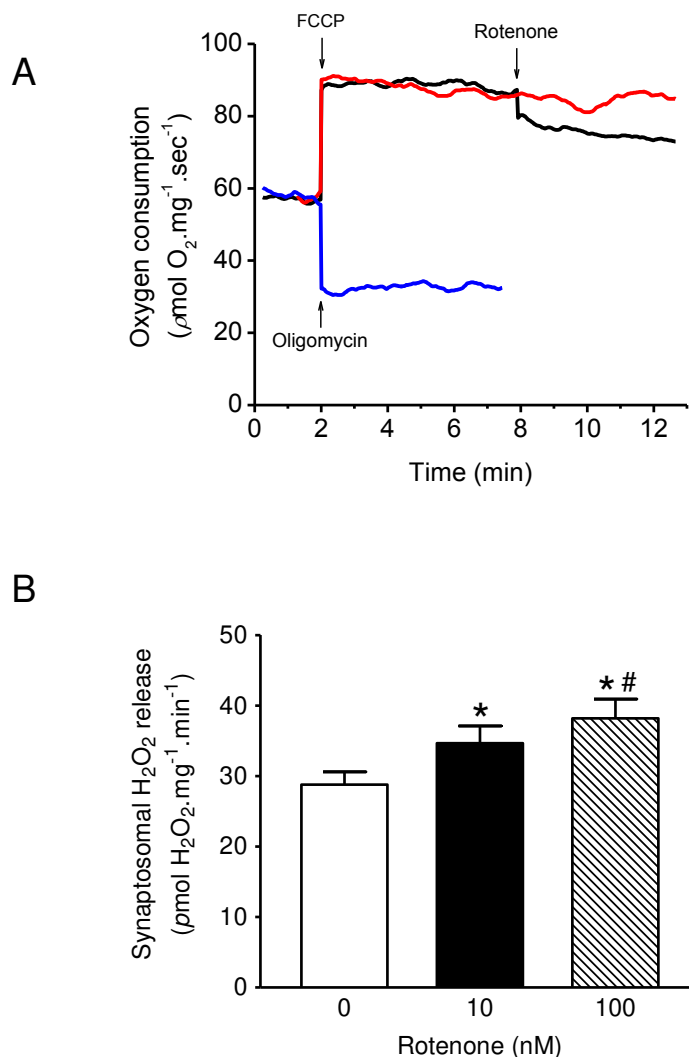 A
FCCP
Rotenone
100
80
60
40
20
0
Oxygen consumption
(ρmol O₂.mg⁻¹.sec⁻¹)
Oligomycin
0 2 4 6 8 10 12
Time (min)
B
50
40
30
20
10
0
Synaptosomal H₂O₂ release
(ρmol H₂O₂.mg⁻¹.min⁻¹)
*
* #
0 10 100
Rotenone (nM)